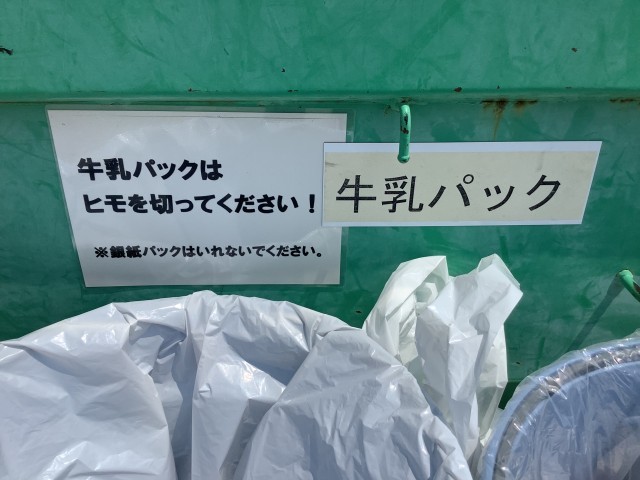 牛乳パックは
ヒモを切ってください！
※銀紙パックはいれないでください。
牛乳パック